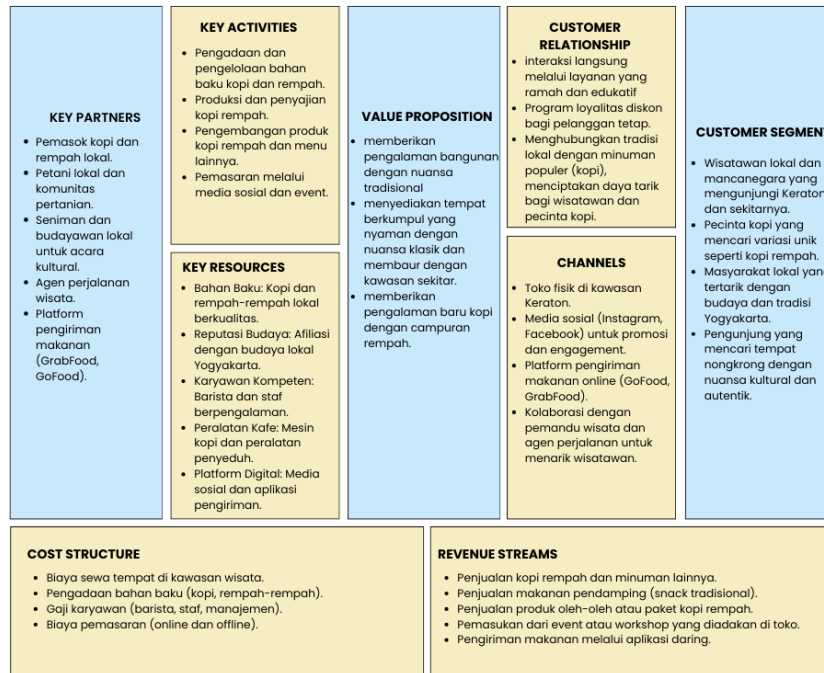 KEY PARTNERS
• Pemasok kopi dan
rempah lokal.
• Petani lokal dan
komunitas
pertanian.
• Seniman dan
budayawan lokal
untuk acara
kultural.
• Agen perjalanan
wisata.
• Platform
pengiriman
makanan
(GrabFood,
GoFood).
KEY ACTIVITIES
• Pengadaan dan
pengelolaan bahan
baku kopi dan rempah.
• Produksi dan penyajian
kopi rempah.
• Pengembangan produk
kopi rempah dan menu
lainnya.
• Pemasaran melalui
media sosial dan event.
KEY RESOURCES
• Bahan Baku: Kopi dan
rempah-rempah lokal
berkualitas.
• Reputasi Budaya: Afiliasi
dengan budaya lokal
Yogyakarta.
• Karyawan Kompeten:
Barista dan staf
berpengalaman.
• Peralatan Kafe: Mesin
kopi dan peralatan
penyeduh.
• Platform Digital: Media
sosial dan aplikasi
pengiriman.
VALUE PROPOSITION
• memberikan
pengalaman bangunan
dengan nuansa
tradisional
• menyediakan tempat
berkumpul yang
nyaman dengan
nuansa klasik dan
membaur dengan
kawasan sekitar.
• memberikan
pengalaman baru kopi
dengan campuran
rempah.
CUSTOMER
RELATIONSHIP
• interaksi langsung
melalui layanan yang
ramah dan edukatif
• Program loyalitas diskon
bagi pelanggan tetap.
• Menghubungkan tradisi
lokal dengan minuman
populer (kopi),
menciptakan daya tarik
bagi wisatawan dan
pecinta kopi.
CHANNELS
• Toko fisik di kawasan
Keraton.
• Media sosial (Instagram,
Facebook) untuk promosi
dan engagement.
• Platform pengiriman
makanan online (GoFood,
GrabFood).
• Kolaborasi dengan
pemandu wisata dan
agen perjalanan untuk
menarik wisatawan.
CUSTOMER SEGMENT
• Wisatawan lokal dan
mancanegara yang
mengunjungi Keraton
dan sekitarnya.
• Pecinta kopi yang
mencari variasi unik
seperti kopi rempah.
• Masyarakat lokal yang
tertarik dengan
budaya dan tradisi
Yogyakarta.
• Pengunjung yang
mencari tempat
nongkrong dengan
nuansa kultural dan
autentik.
COST STRUCTURE
• Biaya sewa tempat di kawasan wisata.
• Pengadaan bahan baku (kopi, rempah-rempah).
• Gaji karyawan (barista, staf, manajemen).
• Biaya pemasaran (online dan offline).
REVENUE STREAMS
• Penjualan kopi rempah dan minuman lainnya.
• Penjualan makanan pendamping (snack tradisional).
• Penjualan produk oleh-oleh atau paket kopi rempah.
• Pemasukan dari event atau workshop yang diadakan di toko.
• Pengiriman makanan melalui aplikasi daring.